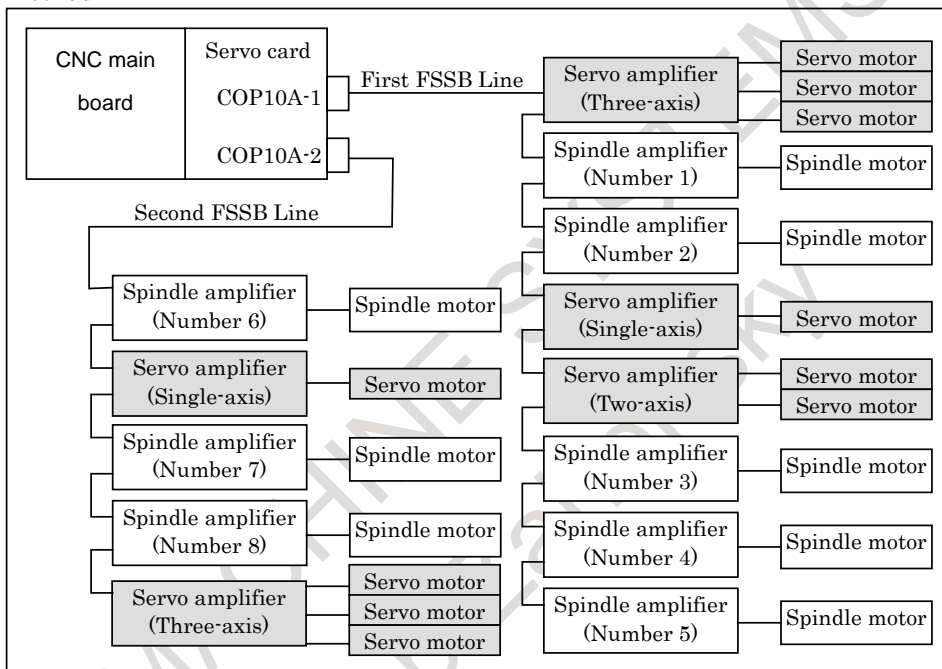 CNC main
board
Servo card
COP10A-1
COP10A-2
First FSSB Line
Second FSSB Line
Servo amplifier
(Three-axis)
Servo motor
Servo motor
Servo motor
Spindle amplifier
(Number 1)
Spindle motor
Spindle amplifier
(Number 2)
Spindle motor
Servo amplifier
(Single-axis)
Servo motor
Servo amplifier
(Two-axis)
Servo motor
Servo motor
Spindle amplifier
(Number 3)
Spindle motor
Spindle amplifier
(Number 4)
Spindle motor
Spindle amplifier
(Number 5)
Spindle motor
Spindle amplifier
(Number 6)
Spindle motor
Servo amplifier
(Single-axis)
Servo motor
Spindle amplifier
(Number 7)
Spindle motor
Spindle amplifier
(Number 8)
Spindle motor
Servo amplifier
(Three-axis)
Servo motor
Servo motor
Servo motor